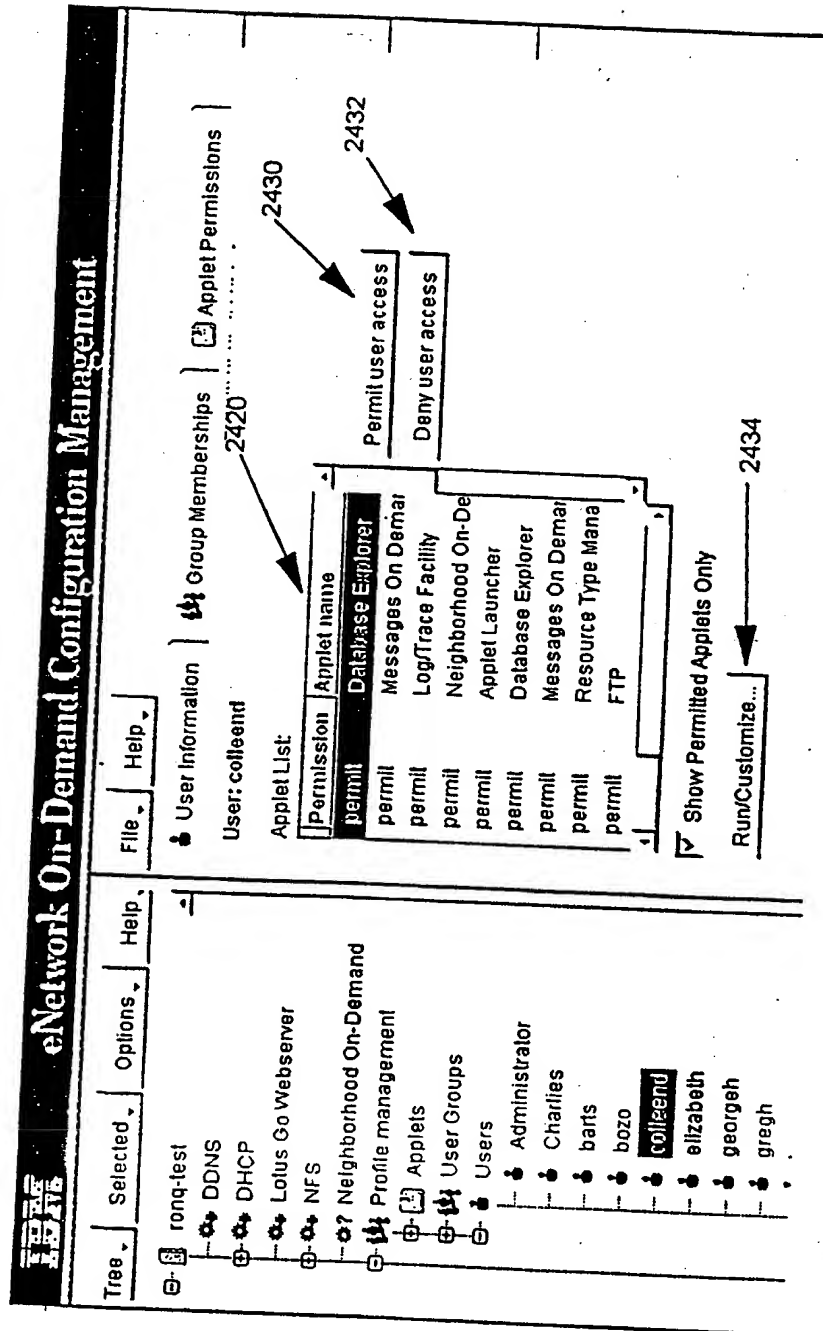 IBM
eNetwork On-Demand Configuration Management
Tree Selected Options Help
ronq-test
DDNS
DHCP
Lotus Go Webserver
NFS
? Neighborhood On-Demand
Profile management
Applets
User Groups
Users
Administrator
Charlies
barts
bozo
colleend
elizabeth
georgeh
gregh
File Help
User Information Group Memberships Applet Permissions
User: colleend
2420
Applet List:
Permission Applet name
permit Database Explorer
permit Messages On Deman
permit Log/Trace Facility
permit Neighborhood On-De
permit Applet Launcher
permit Database Explorer
permit Messages On Deman
permit Resource Type Mana
permit FTP
Permit user access
2430
Deny user access
2432
Show Permitted Applets Only
Run/Customize...
2434